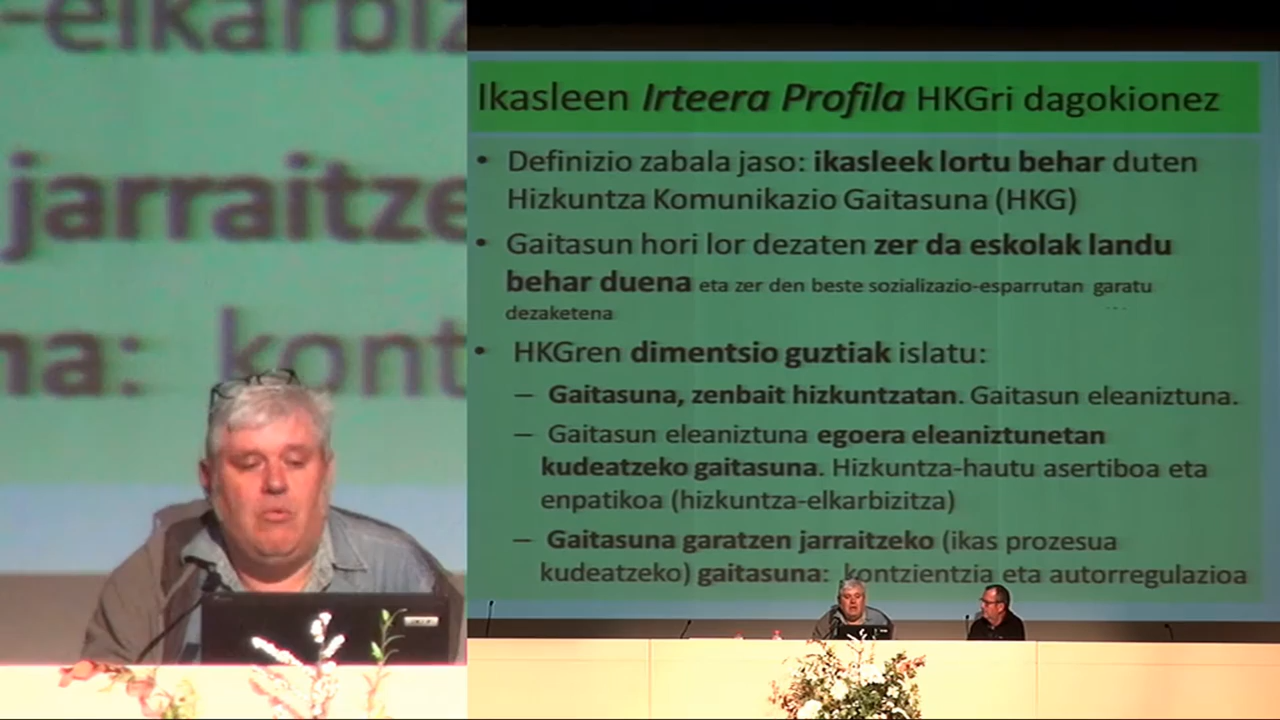 -elkarbiz
jarraitze
na: kont
acer
Ikasleen Irteera Profila HKGri dagokionez
• Definizio zabala jaso: ikasleek lortu behar duten
Hizkuntza Komunikazio Gaitasuna (HKG)
• Gaitasun hori lor dezaten zer da eskolak landu
behar duena eta zer den beste sozializazio-esparrutan garatu
dezaketena
• HKGren dimentsio guztiak islatu:
– Gaitasuna, zenbait hizkuntzatan. Gaitasun eleaniztuna.
– Gaitasun eleaniztuna egoera eleaniztunetan
kudeatzeko gaitasuna. Hizkuntza-hautu asertiboa eta
enpatikoa (hizkuntza-elkarbizitza)
– Gaitasuna garatzen jarraitzeko (ikas prozesua
kudeatzeko) gaitasuna: kontzientzia eta autorregulazioa